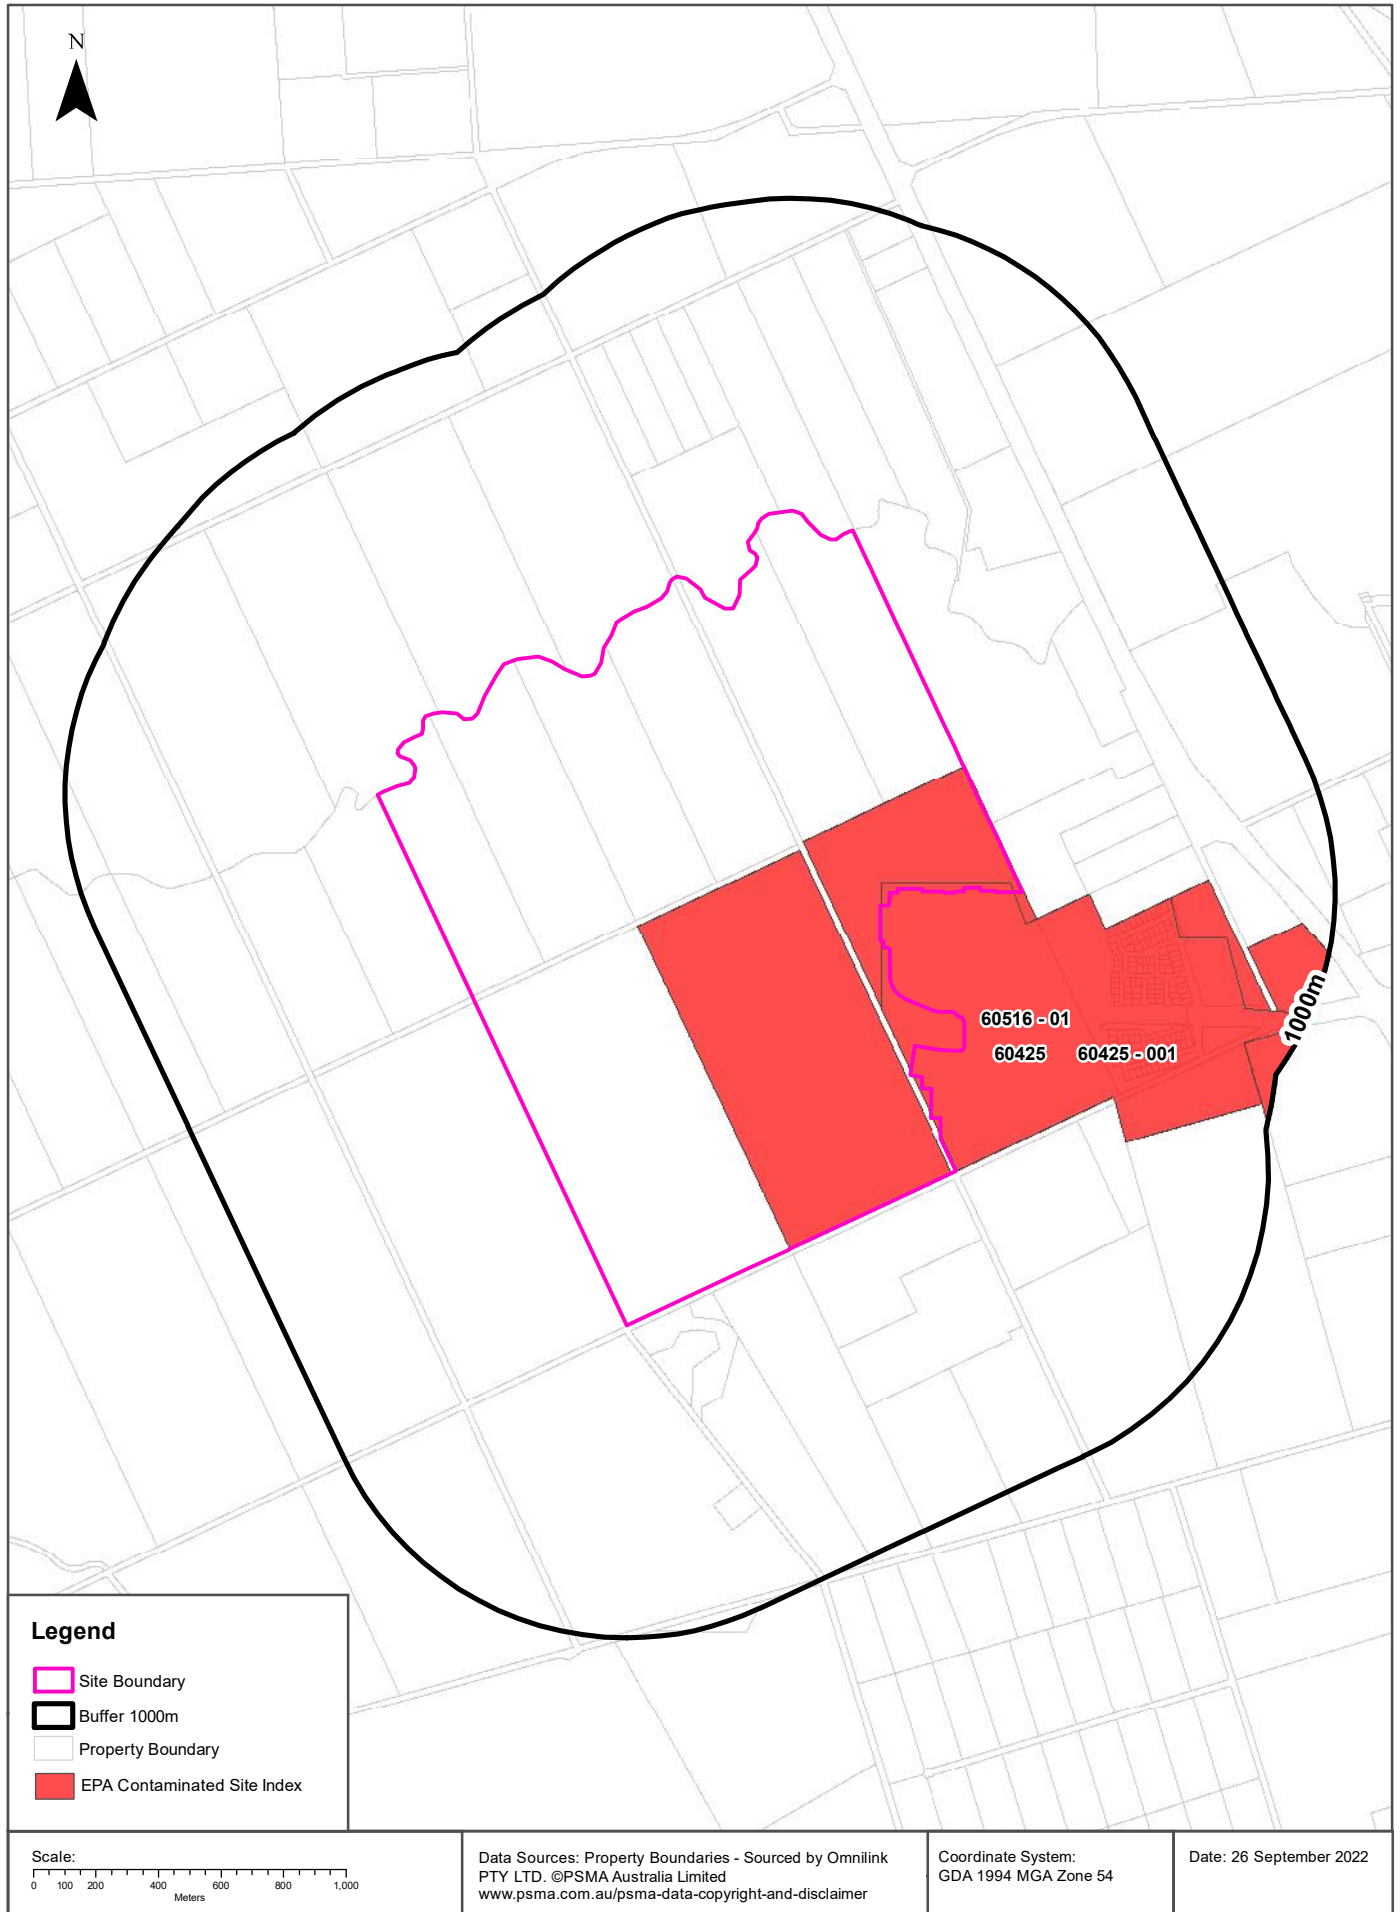 N
60516 - 01
60425
60425 - 001
1000m
Legend
Site Boundary
Buffer 1000m
Property Boundary
EPA Contaminated Site Index
Scale:
0 100 200 400 600 800 1,000
Meters
Data Sources: Property Boundaries - Sourced by Omnilink
PTY LTD. ©PSMA Australia Limited
www.psma.com.au/psma-data-copyright-and-disclaimer
Coordinate System:
GDA 1994 MGA Zone 54
Date: 26 September 2022